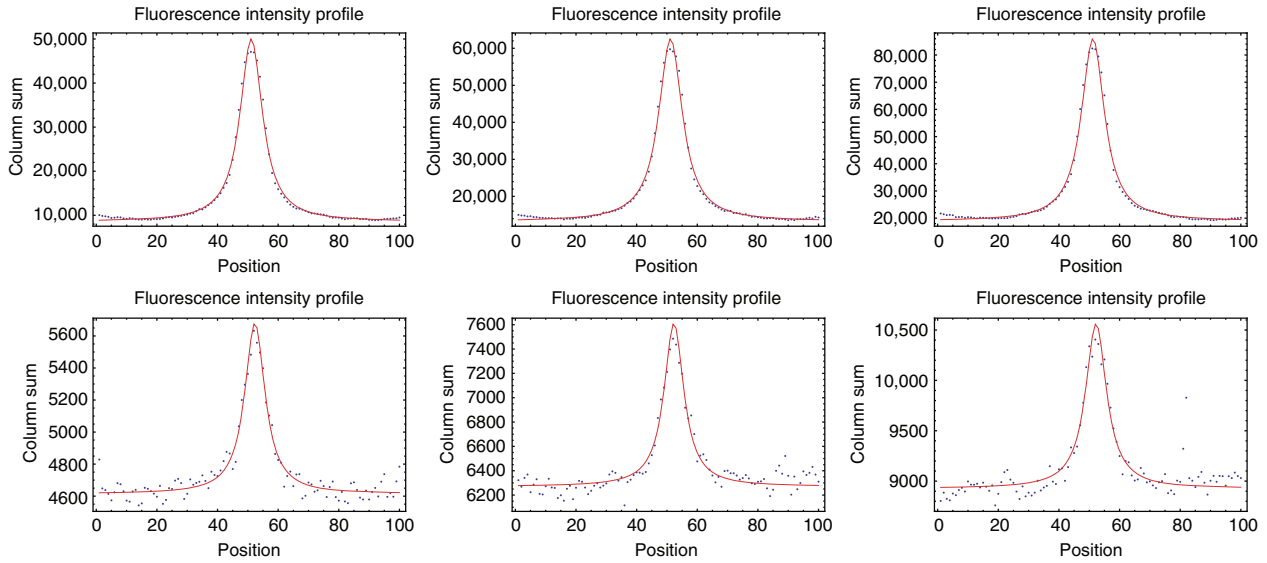 Fluorescence intensity profile
Column sum
50,000
40,000
30,000
20,000
10,000
0 20 40 60 80 100
Position
Fluorescence intensity profile
Column sum
60,000
50,000
40,000
30,000
20,000
0 20 40 60 80 100
Position
Fluorescence intensity profile
Column sum
80,000
70,000
60,000
50,000
40,000
30,000
20,000
0 20 40 60 80 100
Position
Fluorescence intensity profile
Column sum
5600
5400
5200
5000
4800
4600
0 20 40 60 80 100
Position
Fluorescence intensity profile
Column sum
7600
7400
7200
7000
6800
6600
6400
6200
0 20 40 60 80 100
Position
Fluorescence intensity profile
Column sum
10,500
10,000
9500
9000
0 20 40 60 80 100
Position